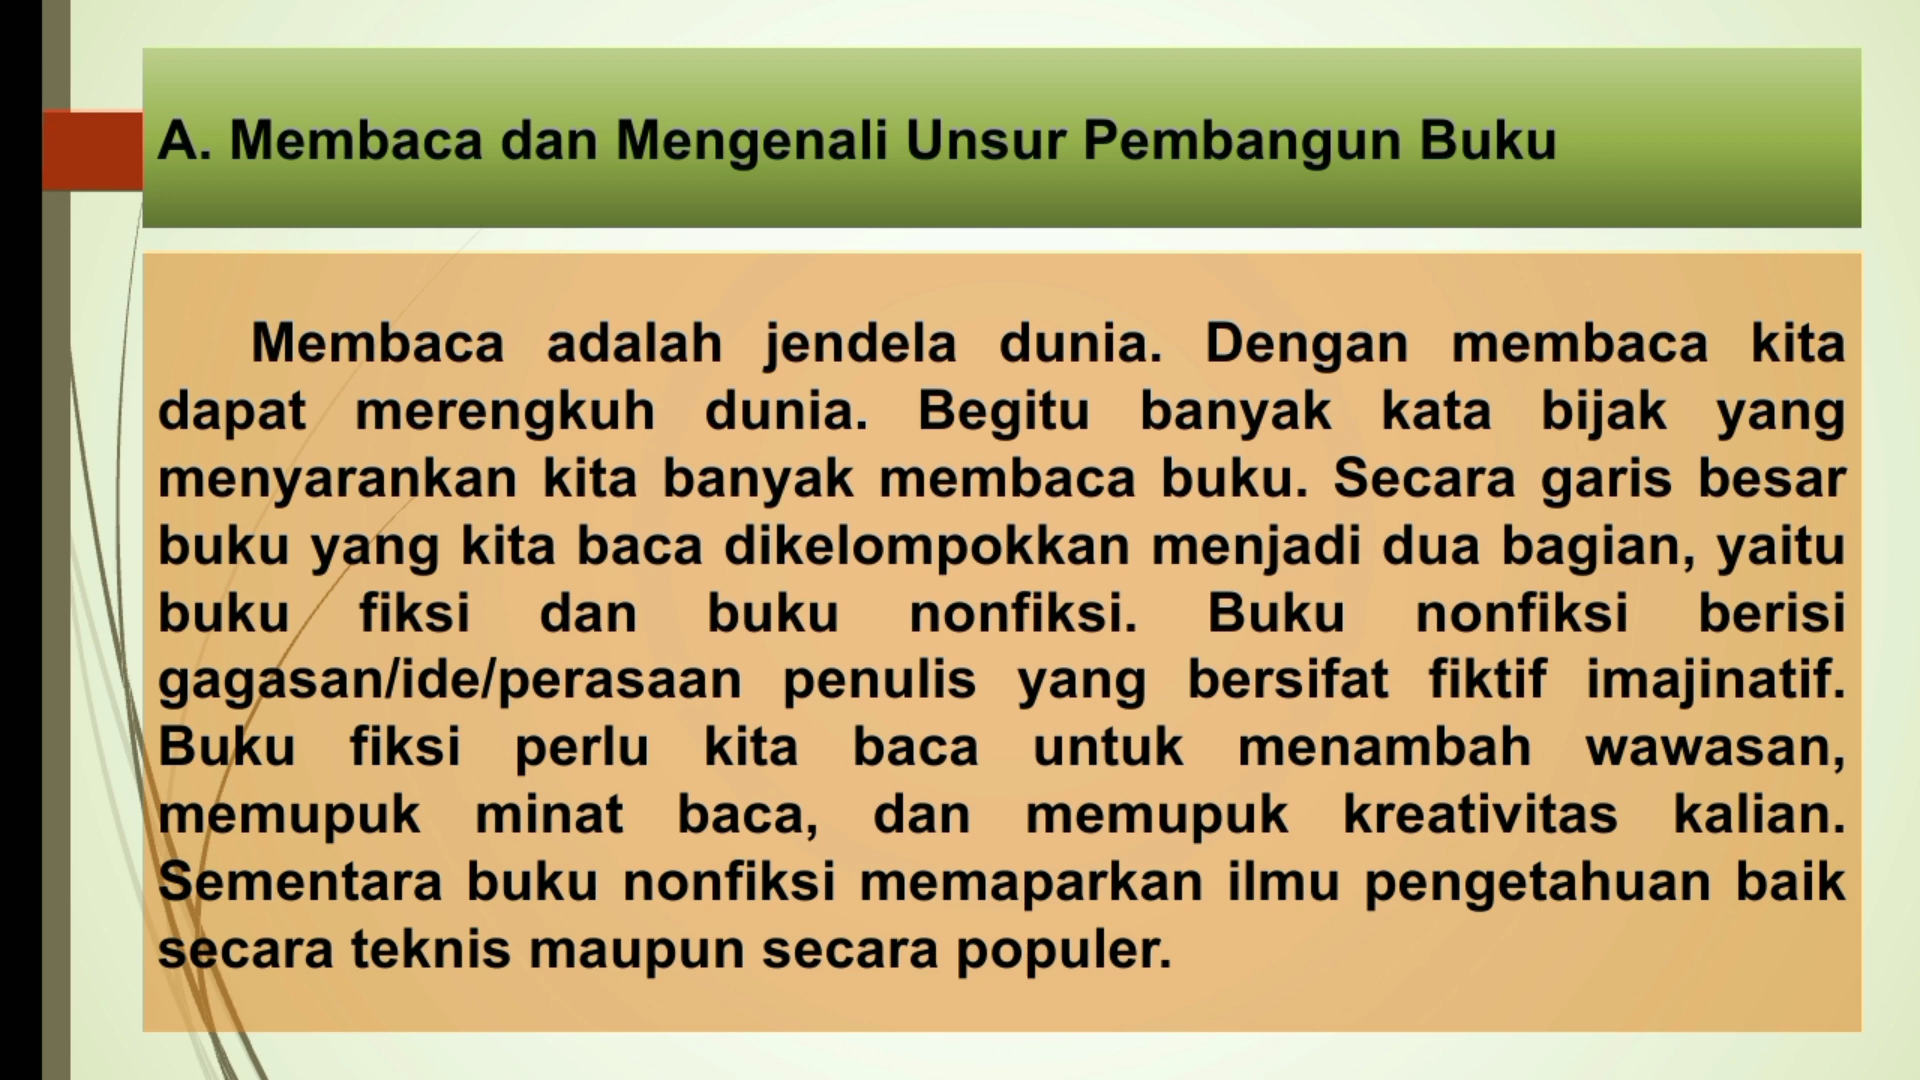 A. Membaca dan Mengenali Unsur Pembangun Buku
Membaca adalah jendela dunia. Dengan membaca kita
dapat merengkuh dunia. Begitu banyak kata bijak yang
menyarankan kita banyak membaca buku. Secara garis besar
buku yang kita baca dikelompokkan menjadi dua bagian, yaitu
buku fiksi dan buku nonfiksi. Buku nonfiksi berisi
gagasan/ide/perasaan penulis yang bersifat fiktif imajinatif.
Buku fiksi perlu kita baca untuk menambah wawasan,
memupuk minat baca, dan memupuk kreativitas kalian.
Sementara buku nonfiksi memaparkan ilmu pengetahuan baik
secara teknis maupun secara populer.